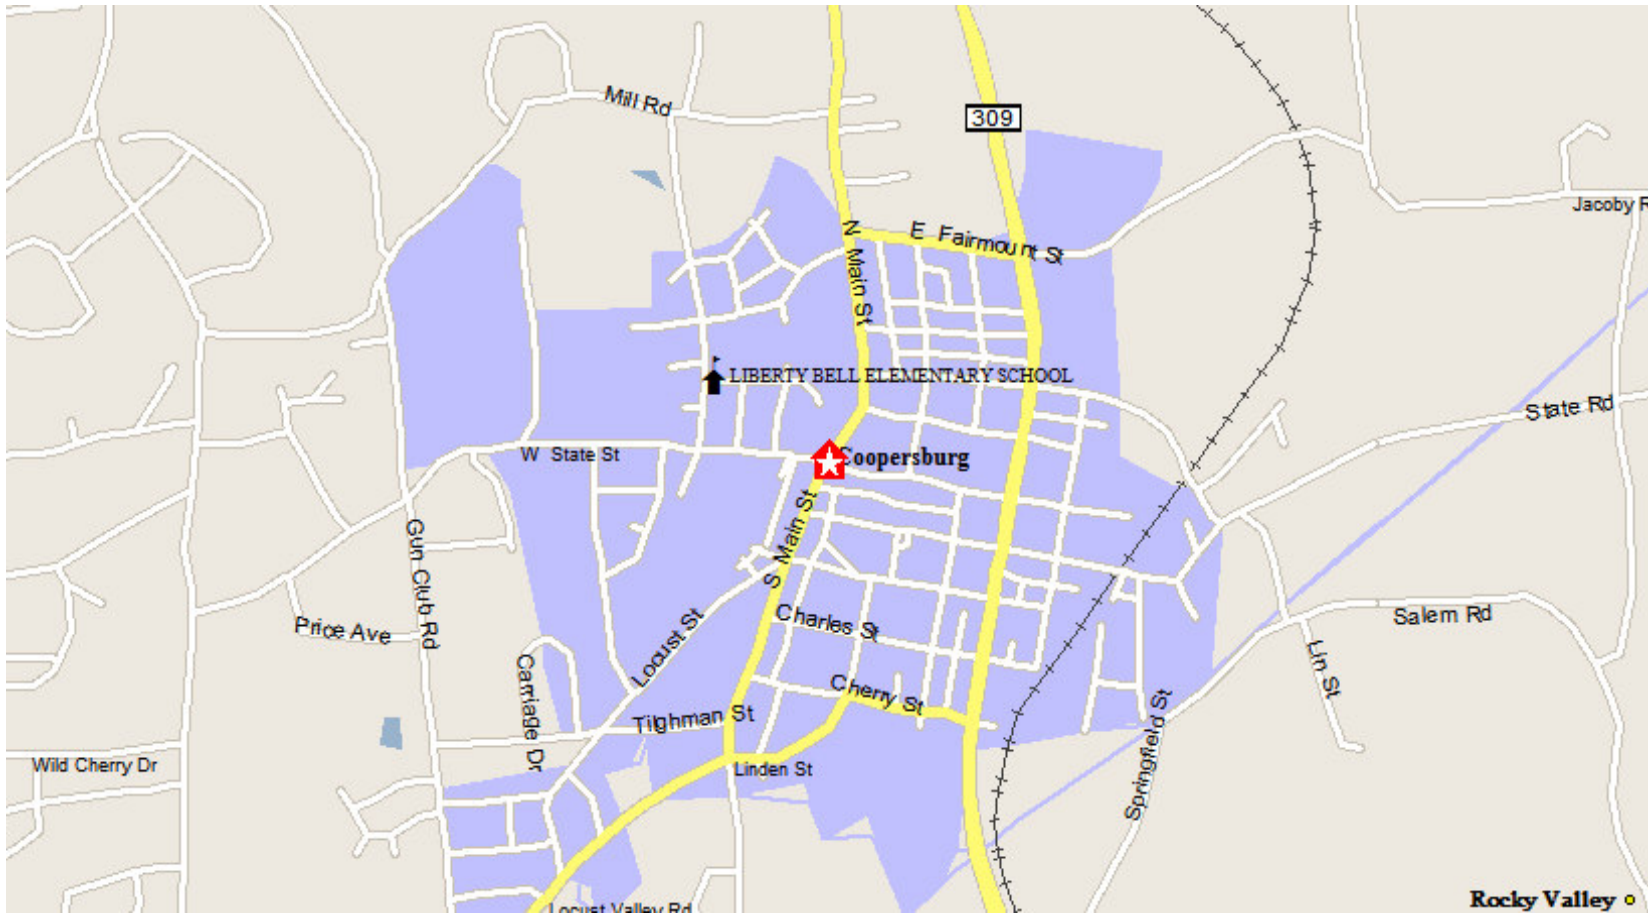 Mill Rd
309
Jacoby R
N Main St
E Fairmount St
LIBERTY BELL ELEMENTARY SCHOOL
State Rd
W State St
Coopersburg
S Main St
Gun Club Rd
Price Ave
Locust St
Charles St
Salem Rd
Lin St
Carriage Dr
Cherry St
Tilghman St
Springfield St
Wild Cherry Dr
Linden St
Rocky Valley
Locust Valley Rd